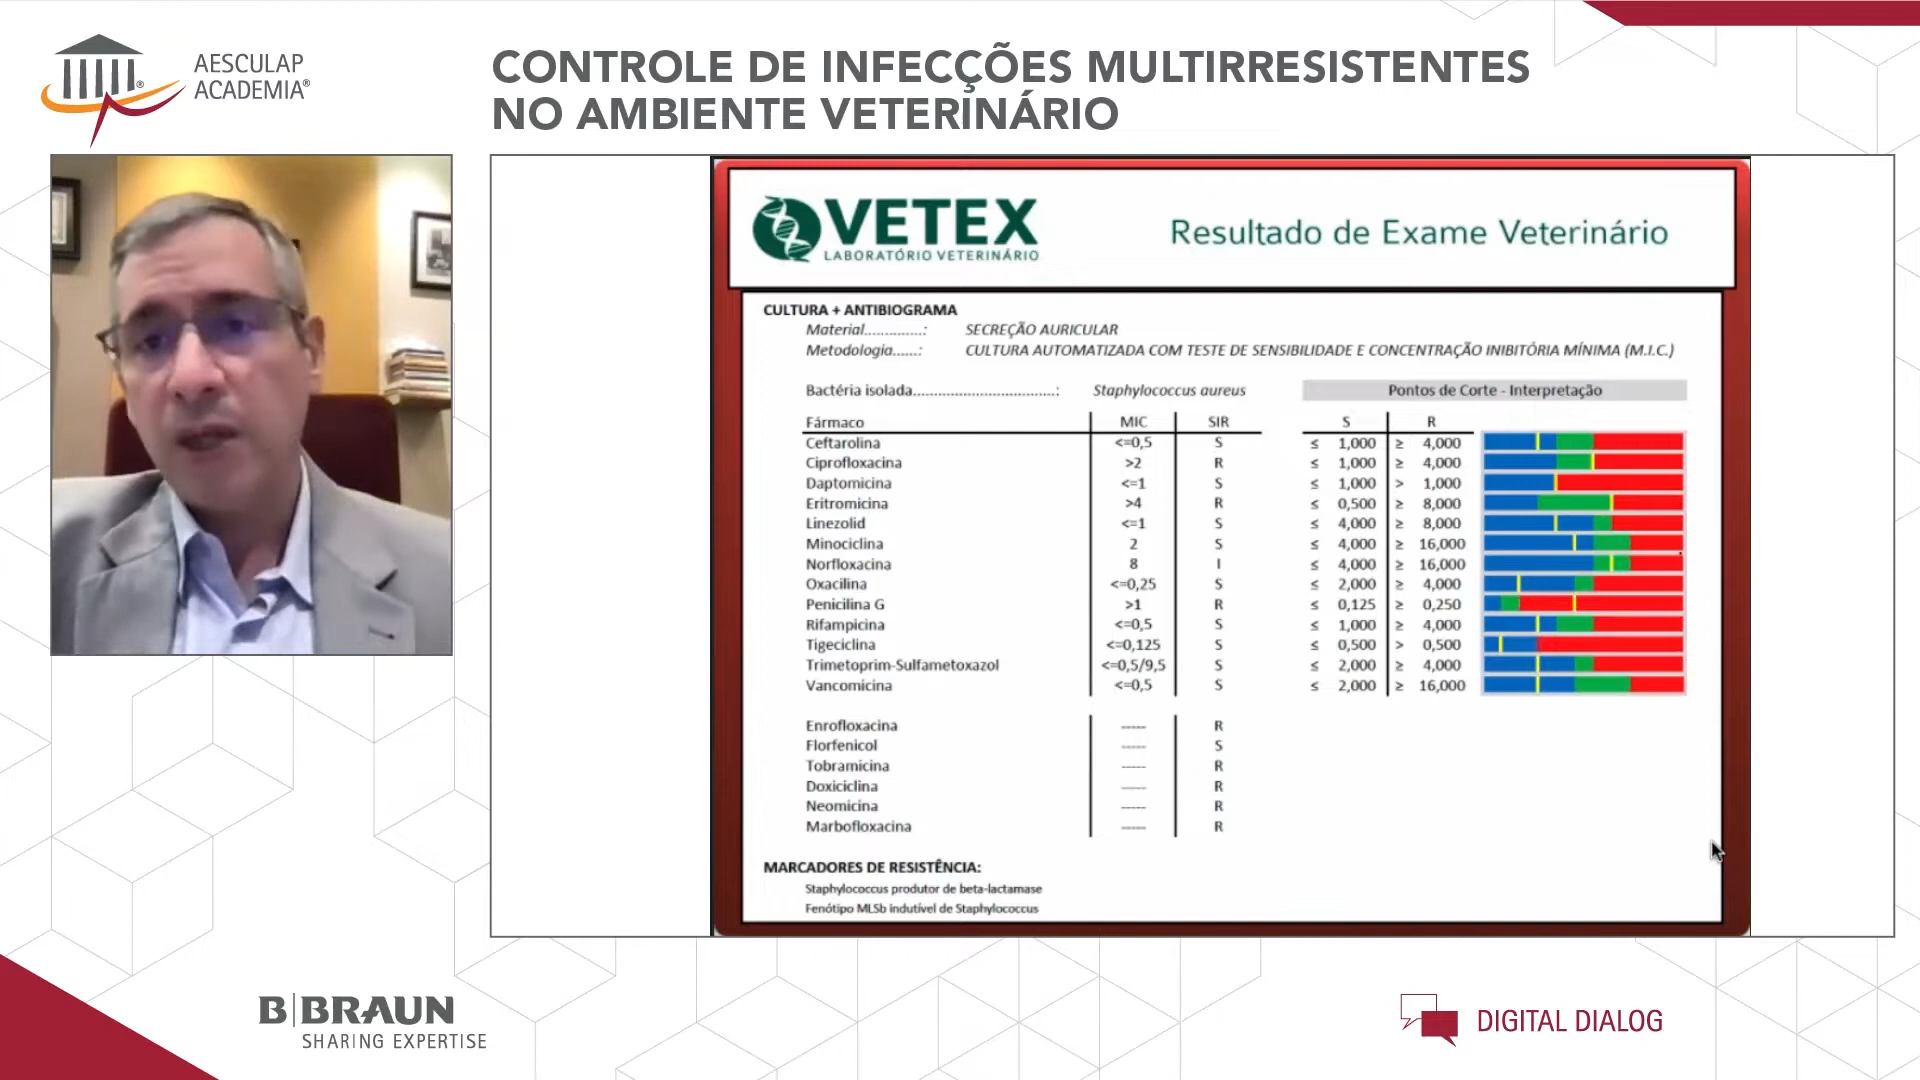 AESCULAP
ACADEMIA®
CONTROLE DE INFECÇÕES MULTIRRESISTENTES
NO AMBIENTE VETERINÁRIO
VETEX
LABORATÓRIO VETERINÁRIO
Resultado de Exame Veterinário
CULTURA + ANTIBIOGRAMA
Material..............: SECREÇÃO AURICULAR
Metodologia......: CULTURA AUTOMATIZADA COM TESTE DE SENSIBILIDADE E CONCENTRAÇÃO INIBITÓRIA MÍNIMA (M.I.C.)
Bactéria isolada..................................: Staphylococcus aureus Pontos de Corte - Interpretação
Fármaco MIC SIR S R
Ceftarolina <=0,5 S ≤ 1,000 ≥ 4,000
Ciprofloxacina >2 R ≤ 1,000 ≥ 4,000
Daptomicina <=1 S ≤ 1,000 > 1,000
Eritromicina >4 R ≤ 0,500 ≥ 8,000
Linezolid <=1 S ≤ 4,000 ≥ 8,000
Minociclina 2 S ≤ 4,000 ≥ 16,000
Norfloxacina 8 I ≤ 4,000 ≥ 16,000
Oxacilina <=0,25 S ≤ 2,000 ≥ 4,000
Penicilina G >1 R ≤ 0,125 ≥ 0,250
Rifampicina <=0,5 S ≤ 1,000 ≥ 4,000
Tigeciclina <=0,125 S ≤ 0,500 > 0,500
Trimetoprim-Sulfametoxazol <=0,5/9,5 S ≤ 2,000 ≥ 4,000
Vancomicina <=0,5 S ≤ 2,000 ≥ 16,000
Enrofloxacina ----- R
Florfenicol ----- S
Tobramicina ----- R
Doxiciclina ----- R
Neomicina ----- R
Marbofloxacina ----- R
MARCADORES DE RESISTÊNCIA:
Staphylococcus produtor de beta-lactamase
Fenótipo MLSb indutível de Staphylococcus
B|BRAUN
SHARING EXPERTISE
DIGITAL DIALOG